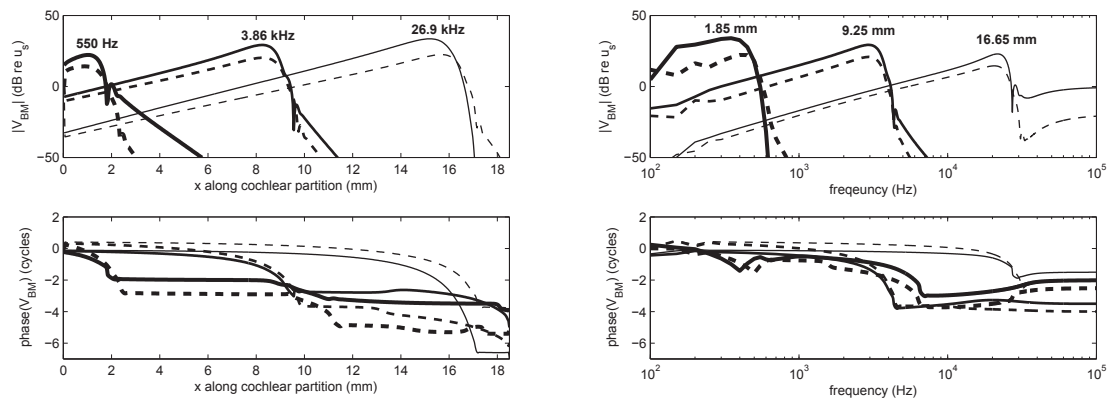 550 Hz
3.86 kHz
26.9 kHz
|V_BM| (dB re u_s)
50
0
−50
0 2 4 6 8 10 12 14 16 18
x along cochlear partition (mm)
1.85 mm
9.25 mm
16.65 mm
|V_BM| (dB re u_s)
50
0
−50
10^2 10^3 10^4 10^5
freqeuncy (Hz)
phase(V_BM) (cycles)
2
0
−2
−4
−6
0 2 4 6 8 10 12 14 16 18
x along cochlear partition (mm)
phase(V_BM) (cycles)
2
0
−2
−4
−6
10^2 10^3 10^4 10^5
frequency (Hz)